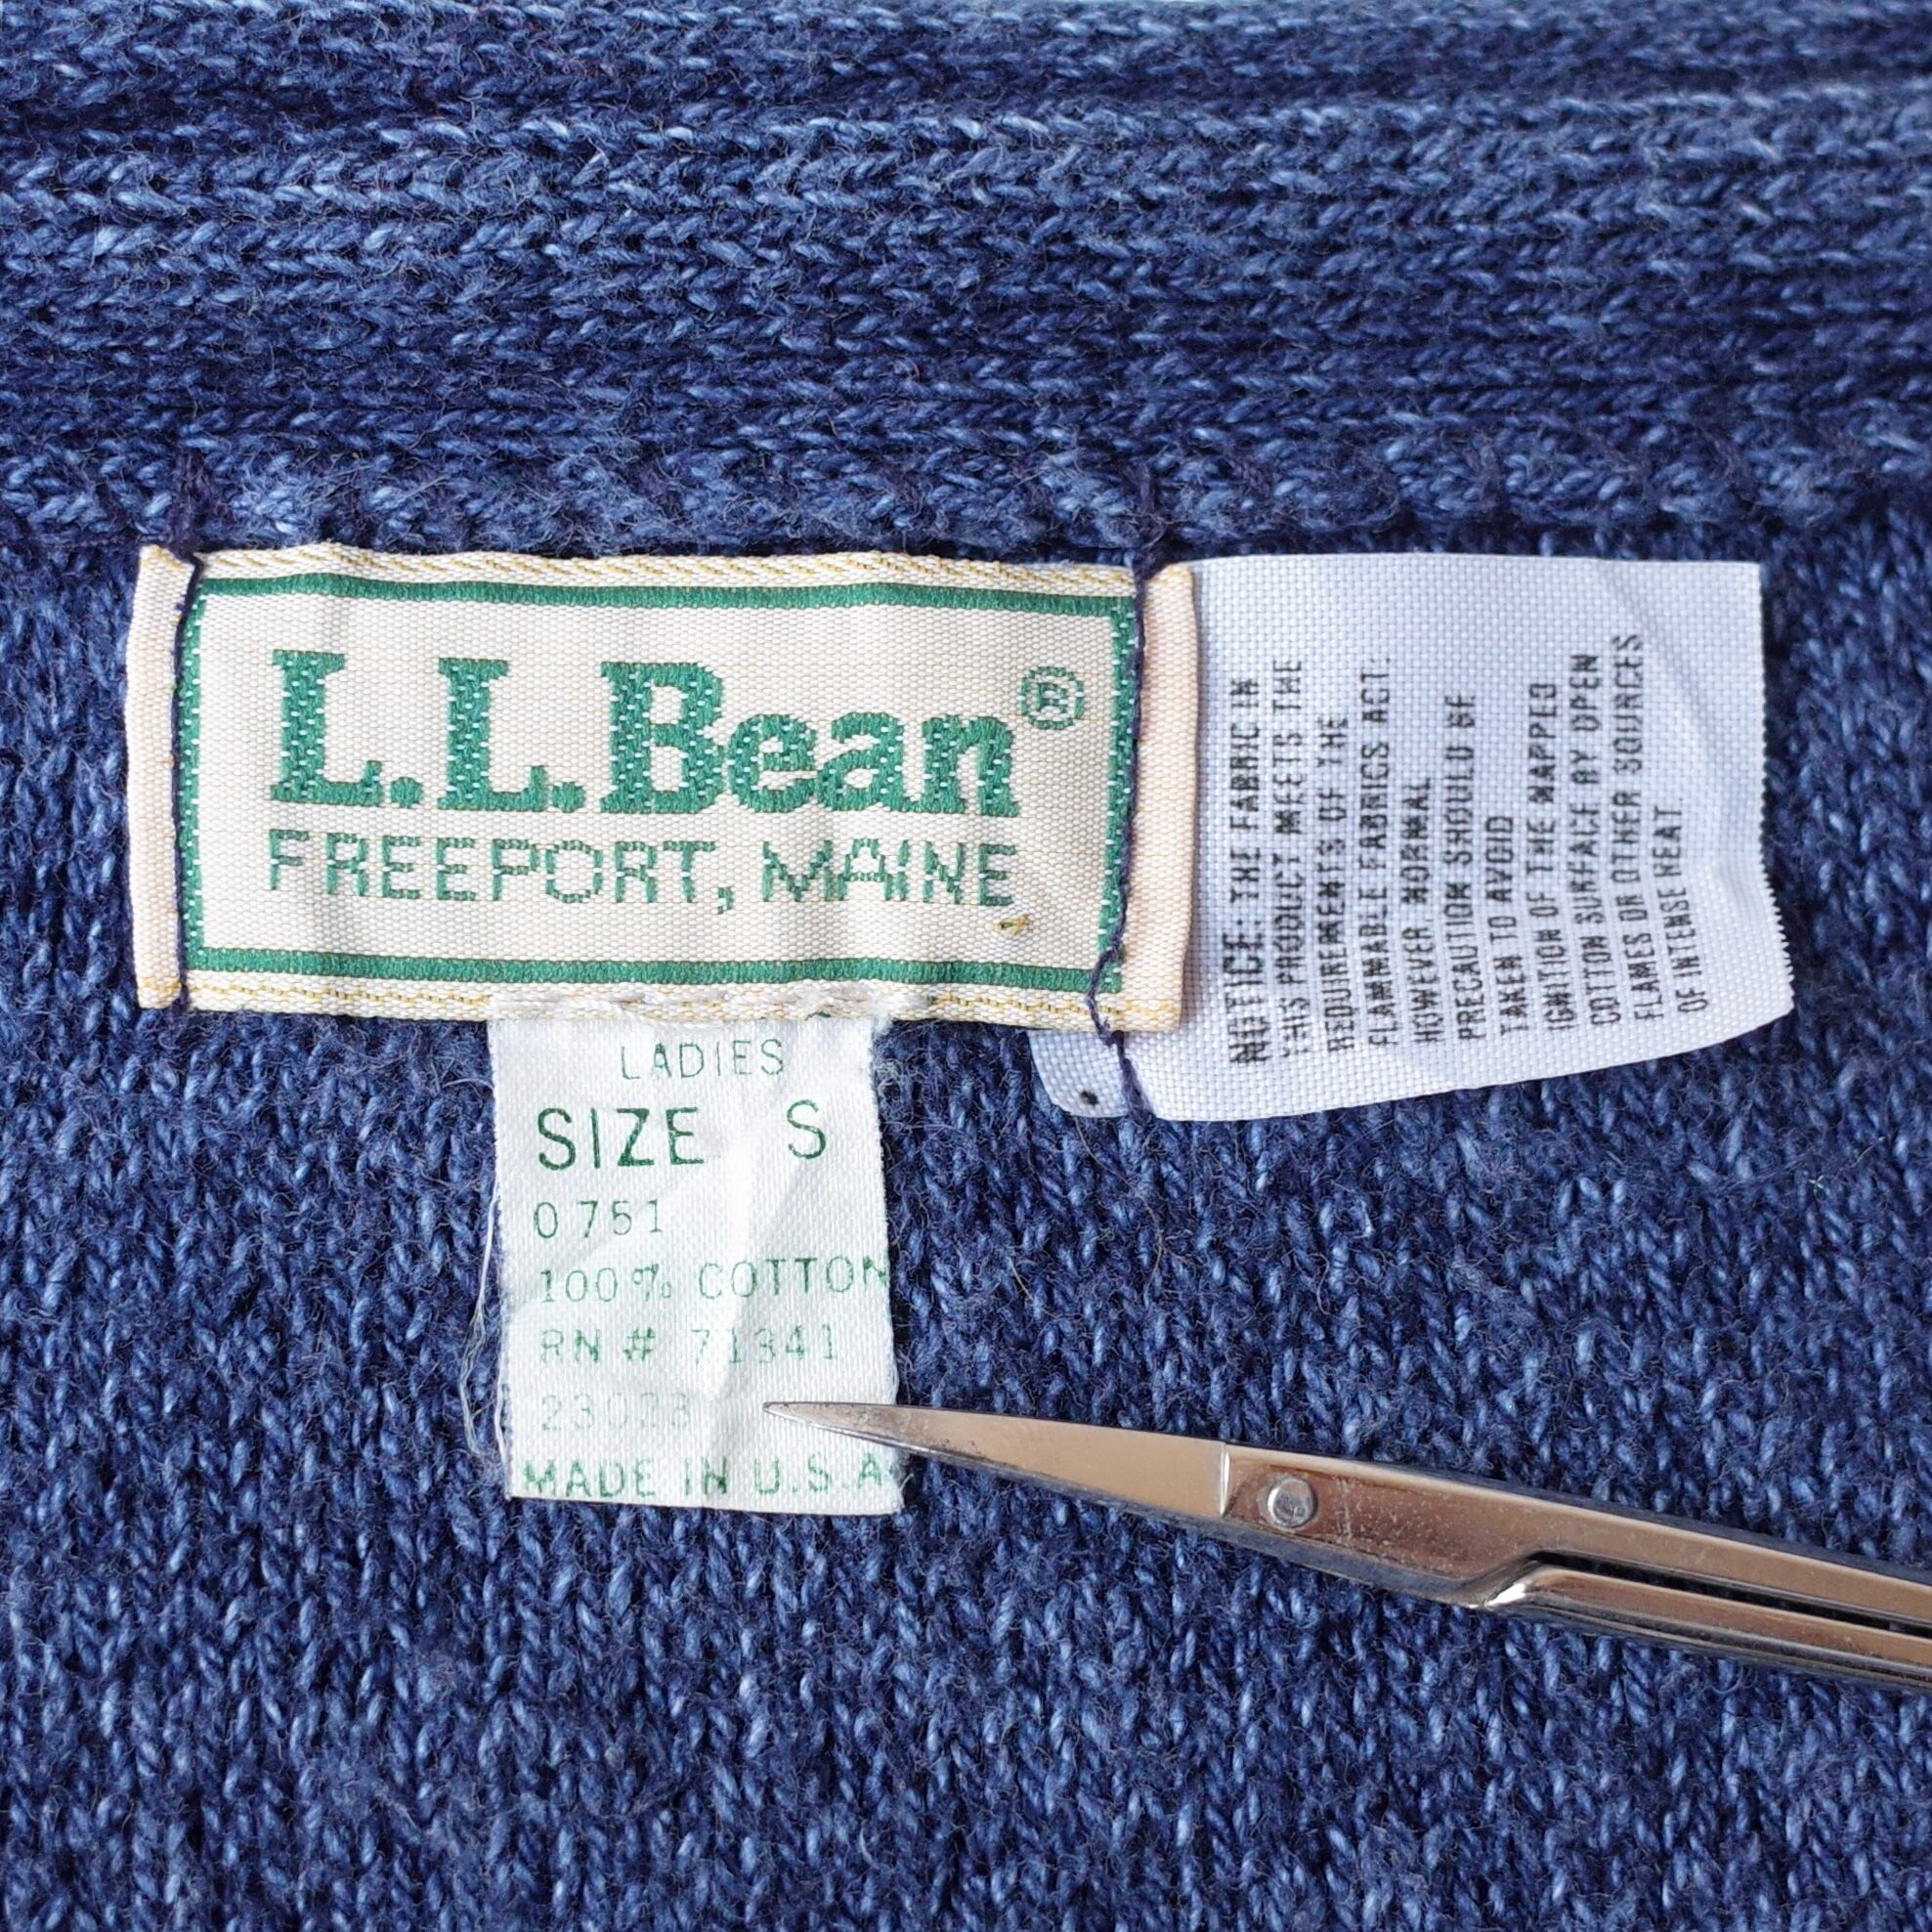 L.L.Bean®
FREEPORT, MAINE
LADIES
SIZE S
0751
100% COTTON
RN # 71341
23023
MADE IN U.S.A
NOTICE: THE FABRIC IN
THIS PRODUCT MEETS THE
REQUIREMENTS OF THE
FLAMMABLE FABRICS ACT.
HOWEVER NORMAL
PRECAUTION SHOULD BE
TAKEN TO AVOID
IGNITION OF THE NAPPED
COTTON SURFACE BY OPEN
FLAMES OR OTHER SOURCES
OF INTENSE HEAT.